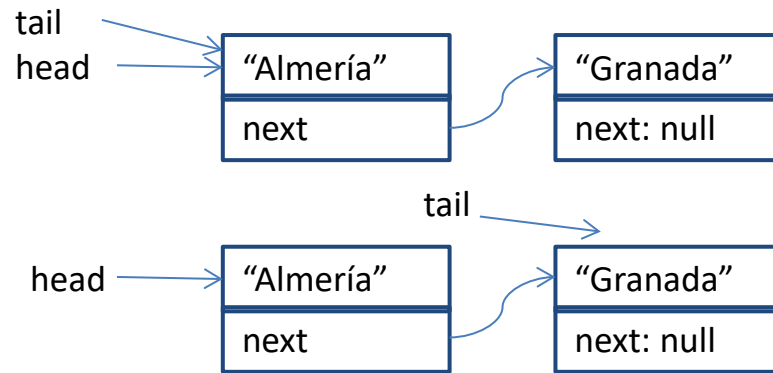 tail
head
“Almería”
“Granada”
next
next: null
tail
head
“Almería”
“Granada”
next
next: null